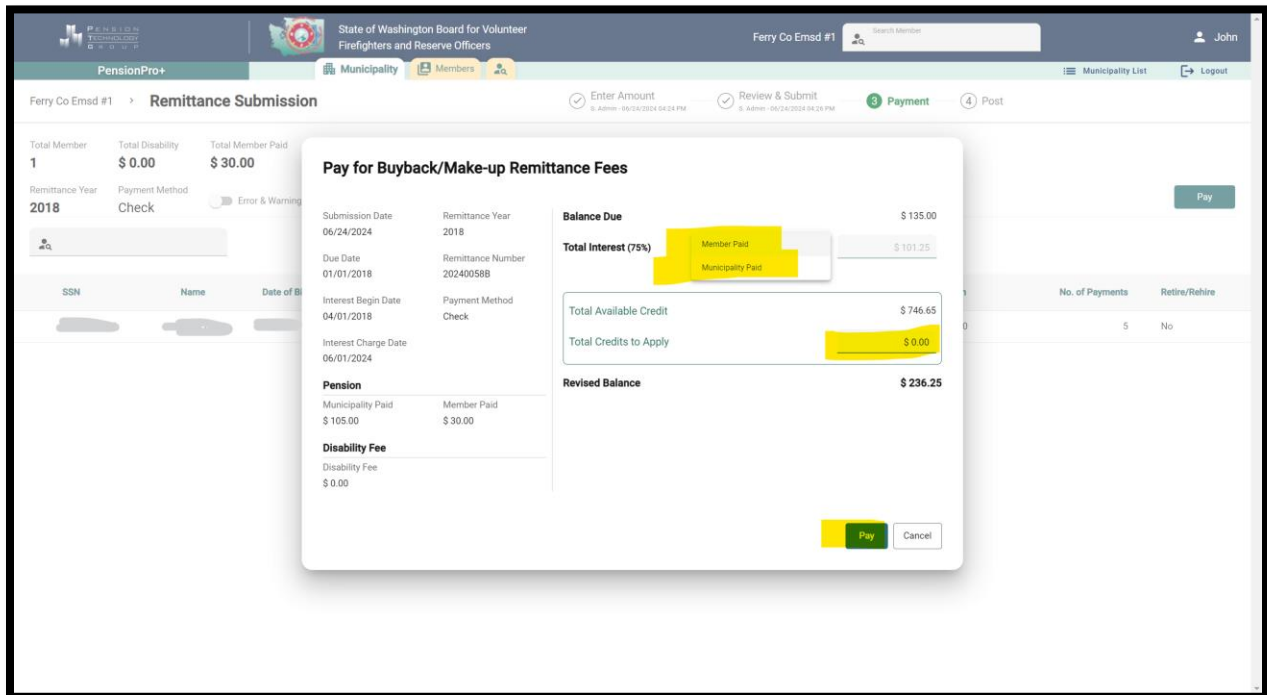 PENSION
TECHNOLOGY
GROUP
State of Washington Board for Volunteer
Firefighters and Reserve Officers
Ferry Co Emsd #1
Search Member
John
PensionPro+
Municipality
Members
Municipality List
Logout
Ferry Co Emsd #1 > Remittance Submission
Enter Amount
S. Admin - 06/24/2024 04:24 PM
Review & Submit
S. Admin - 06/24/2024 04:26 PM
3 Payment
4 Post
Total Member
1
Total Disability
$ 0.00
Total Member Paid
$ 30.00
Remittance Year
2018
Payment Method
Check
Error & Warning
Pay
SSN Name Date of Bi No. of Payments Retire/Rehire
5 No
Pay for Buyback/Make-up Remittance Fees
Submission Date
06/24/2024
Remittance Year
2018
Due Date
01/01/2018
Remittance Number
20240058B
Interest Begin Date
04/01/2018
Payment Method
Check
Interest Charge Date
06/01/2024
Pension
Municipality Paid
$ 105.00
Member Paid
$ 30.00
Disability Fee
Disability Fee
$ 0.00
Balance Due $ 135.00
Total Interest (75%) $ 101.25
Member Paid
Municipality Paid
Total Available Credit $ 746.65
Total Credits to Apply $ 0.00
Revised Balance $ 236.25
Pay Cancel